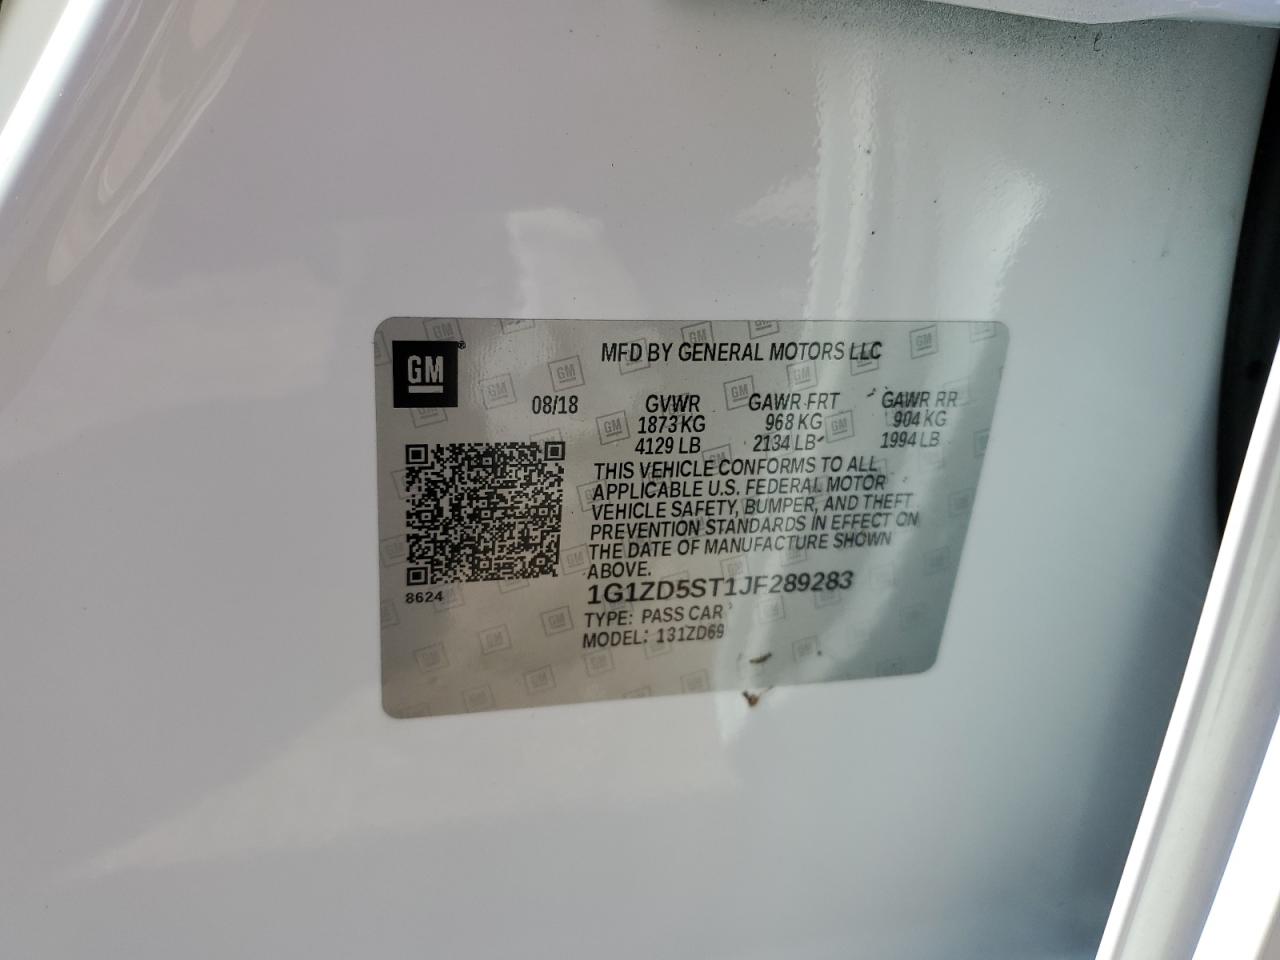 GM®
MFD BY GENERAL MOTORS LLC
08/18 GVWR GAWR FRT GAWR RR
1873 KG 968 KG 904 KG
4129 LB 2134 LB 1994 LB
THIS VEHICLE CONFORMS TO ALL
APPLICABLE U.S. FEDERAL MOTOR
VEHICLE SAFETY, BUMPER, AND THEFT
PREVENTION STANDARDS IN EFFECT ON
THE DATE OF MANUFACTURE SHOWN
ABOVE.
8624
1G1ZD5ST1JF289283
TYPE: PASS CAR
MODEL: 131ZD69